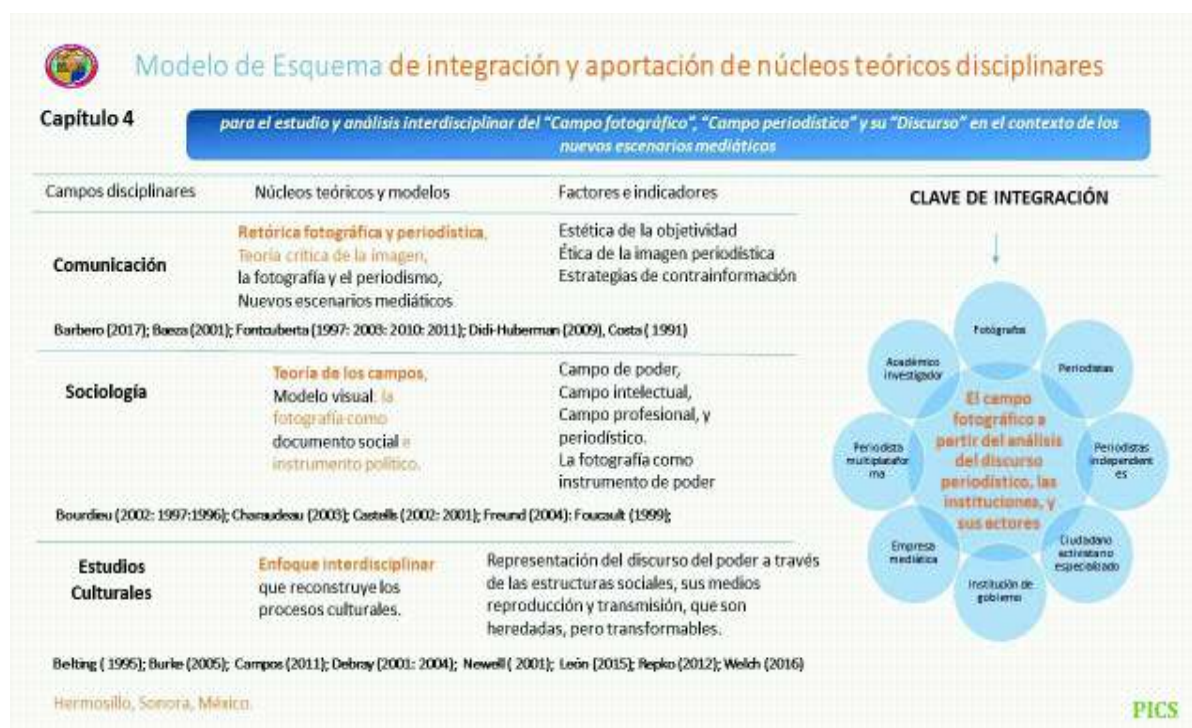 Modelo de Esquema de integración y aportación de núcleos teóricos disciplinares
Capítulo 4
para el estudio y análisis interdisciplinar del "Campo fotográfico", "Campo periodístico" y su "Discurso" en el contexto de los
nuevos escenarios mediáticos
Campos disciplinares
Núcleos teóricos y modelos
Factores e indicadores
Comunicación
Retórica fotográfica y periodística,
Teoría crítica de la imagen,
la fotografía y el periodismo,
Nuevos escenarios mediáticos
Estética de la objetividad
Ética de la imagen periodística
Estrategias de contrainformación
Barbero (2017); Baeza (2001); Fontcuberta (1997: 2003: 2010: 2011); Didi-Huberman (2009), Costa ( 1991)
Sociología
Teoría de los campos,
Modelo visual: la
fotografía como
documento social e
instrumento político.
Campo de poder,
Campo intelectual,
Campo profesional, y
periodístico.
La fotografía como
instrumento de poder
Bourdieu (2002: 1997:1996); Charaudeau (2003); Castells (2002: 2001); Freund (2004): Foucault (1999);
Estudios
Culturales
Enfoque interdisciplinar
que reconstruye los
procesos culturales.
Representación del discurso del poder a través
de las estructuras sociales, sus medios
reproducción y transmisión, que son
heredadas, pero transformables.
Belting ( 1995); Burke (2005); Campos (2011); Debray (2001: 2004); Newell ( 2001); León (2015); Repko (2012); Welch (2016)
Hermosillo, Sonora, México.
CLAVE DE INTEGRACIÓN
Fotógrafos
Periodistas
Periodistas
independient
es
Ciudadano
activista no
especializado
Institución de
gobierno
Empresa
mediática
Periodista
multiplatafor
ma
Académico
investigador
El campo
fotográfico a
partir del análisis
del discurso
periodístico, las
instituciones, y
sus actores
PICS